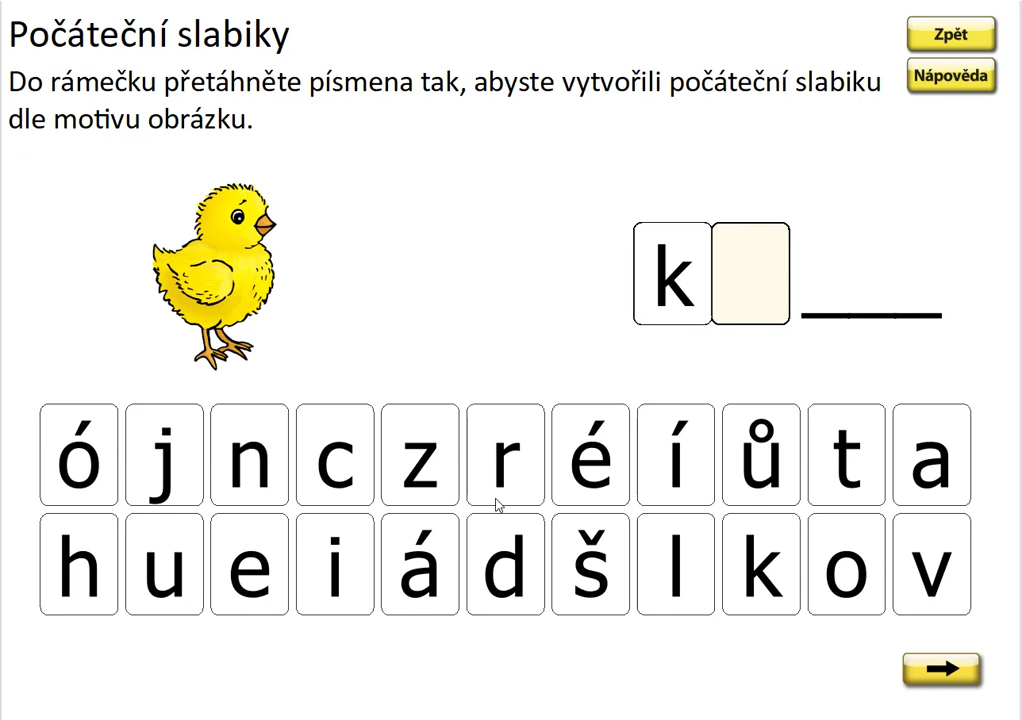 Počáteční slabiky
Zpět
Do rámečku přetáhněte písmena tak, abyste vytvořili počáteční slabiku
Nápověda
dle motivu obrázku.
k
ó j n c z r é í ů t a
h u e i á d š l k o v